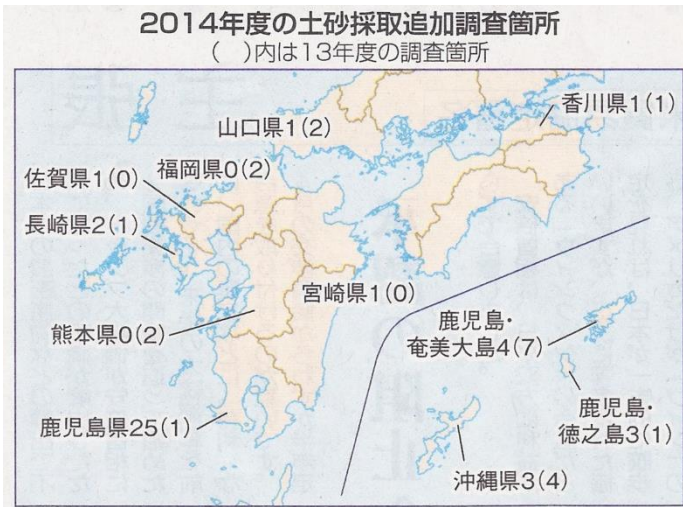 2014年度の土砂採取追加調査箇所
(　)内は13年度の調査箇所
香川県1(1)
山口県1(2)
福岡県0(2)
佐賀県1(0)
長崎県2(1)
宮崎県1(0)
熊本県0(2)
鹿児島・
奄美大島4(7)
鹿児島・
徳之島3(1)
鹿児島県25(1)
沖縄県3(4)